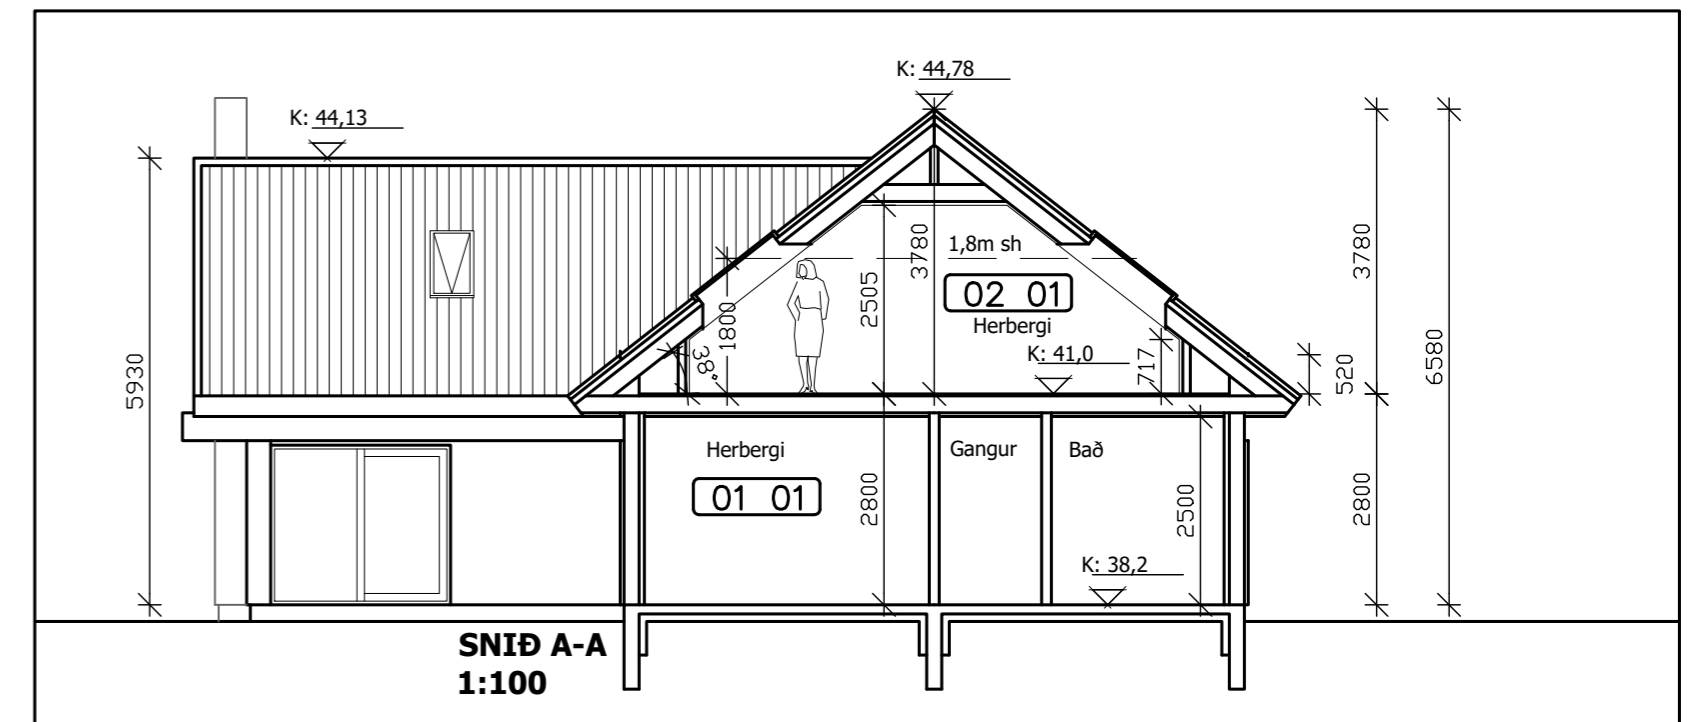 K: 44,78
K: 44,13
1,8m sh
3780
3780
02 01
2505
Herbergi
1800
K: 41,0
38°
717
520
6580
5930
Herbergi
Gangur
Bað
01 01
2800
2500
2800
K: 38,2
SNIÐ A-A
1:100